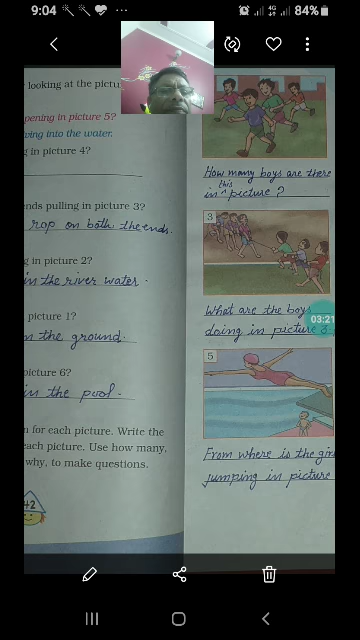 9:04
84%
looking at the pictu
pening in picture 5?
ving into the water.
g in picture 4?
ends pulling in picture 3?
rap on both the ends.
g in picture 2?
in the river water.
picture 1?
n the ground.
picture 6?
in the pool.
n for each picture. Write the
each picture. Use how many,
why, to make questions.
+2
How many boys are there
this
in ^ picture ?
3
What are the boys
doing in picture 3
03:21
5
From where is the gir
jumping in picture